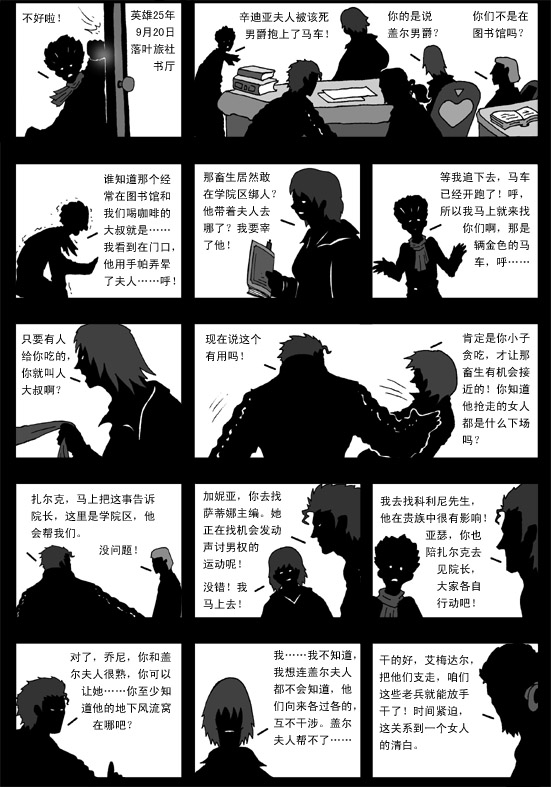 不好啦！
英雄25年
9月20日
落叶旅社
书厅
辛迪亚夫人被该死
男爵抱上了马车！
你的是说
盖尔男爵？
你们不是在
图书馆吗？
谁知道那个经
常在图书馆和
我们喝咖啡的
大叔就是……
我看到在门口，
他用手帕弄晕
了夫人……呼！
那畜生居然敢
在学院区绑人？
他带着夫人去
哪了？我要宰
了他！
等我追下去，马车
已经开跑了！呼，
所以我马上就来找
你们啊，那是
辆金色的马
车，呼……
只要有人
给你吃的，
你就叫人
大叔啊？
现在说这个
有用吗！
肯定是你小子
贪吃，才让那
畜生有机会接
近的！你知道
他抢走的女人
都是什么下场
吗？
扎尔克，马上把这事告诉
院长，这里是学院区，他
会帮我们。
没问题！
加妮亚，你去找
萨蒂娜主编。她
正在找机会发动
声讨男权的
运动呢！
没错！我
马上去！
我去找科利尼先生，
他在贵族中很有影响！
亚瑟，你也
陪扎尔克去
见院长，
大家各自
行动吧！
对了，乔尼，你和盖
尔夫人很熟，你可以
让她……你至少知
道他的地下风流窝
在哪吧？
我……我不知道，
我想连盖尔夫人
都不会知道，他
们向来各过各的，
互不干涉。盖尔
夫人帮不了……
干的好，艾梅达尔，
把他们支走，咱们
这些老兵就能放手
干了！时间紧迫，
这关系到一个女人
的清白。